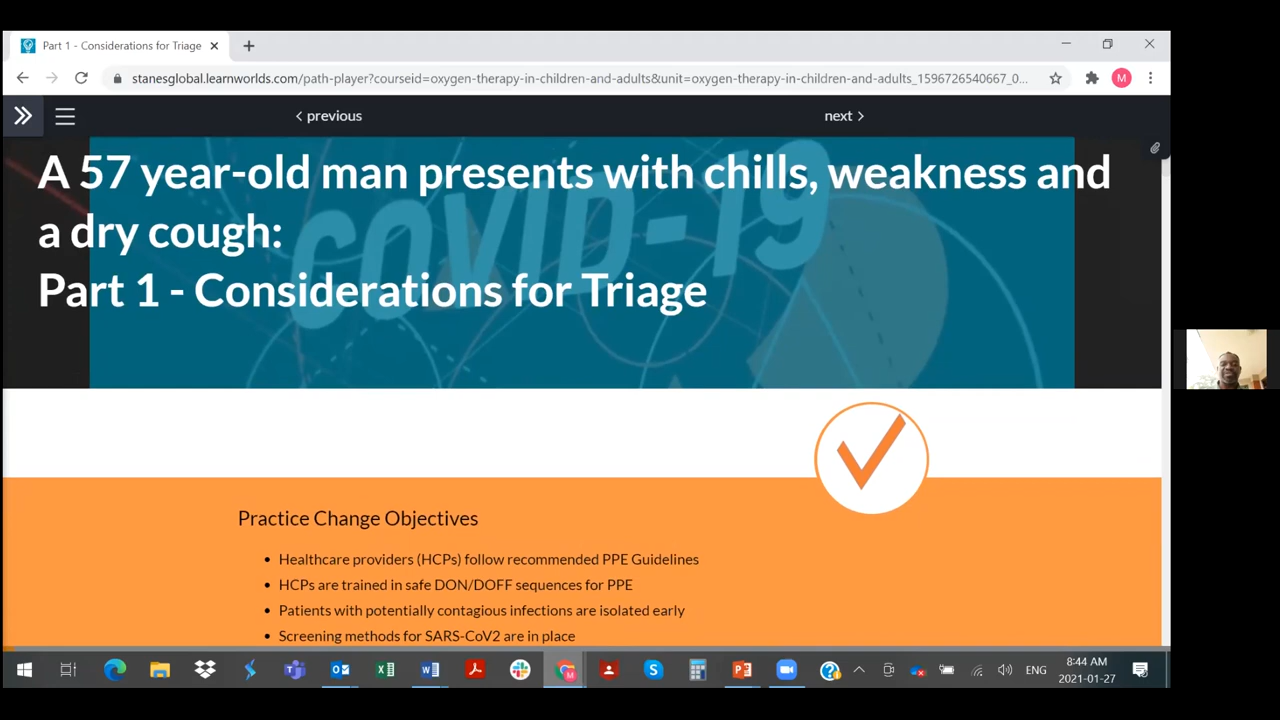 Part 1 - Considerations for Triage
stanesglobal.learnworlds.com/path-player?courseid=oxygen-therapy-in-children-and-adults&unit=oxygen-therapy-in-children-and-adults_1596726540667_0...
M
previous
next
COVID-19
A 57 year-old man presents with chills, weakness and
a dry cough:
Part 1 - Considerations for Triage
Practice Change Objectives
• Healthcare providers (HCPs) follow recommended PPE Guidelines
• HCPs are trained in safe DON/DOFF sequences for PPE
• Patients with potentially contagious infections are isolated early
• Screening methods for SARS-CoV2 are in place
ENG
8:44 AM
2021-01-27